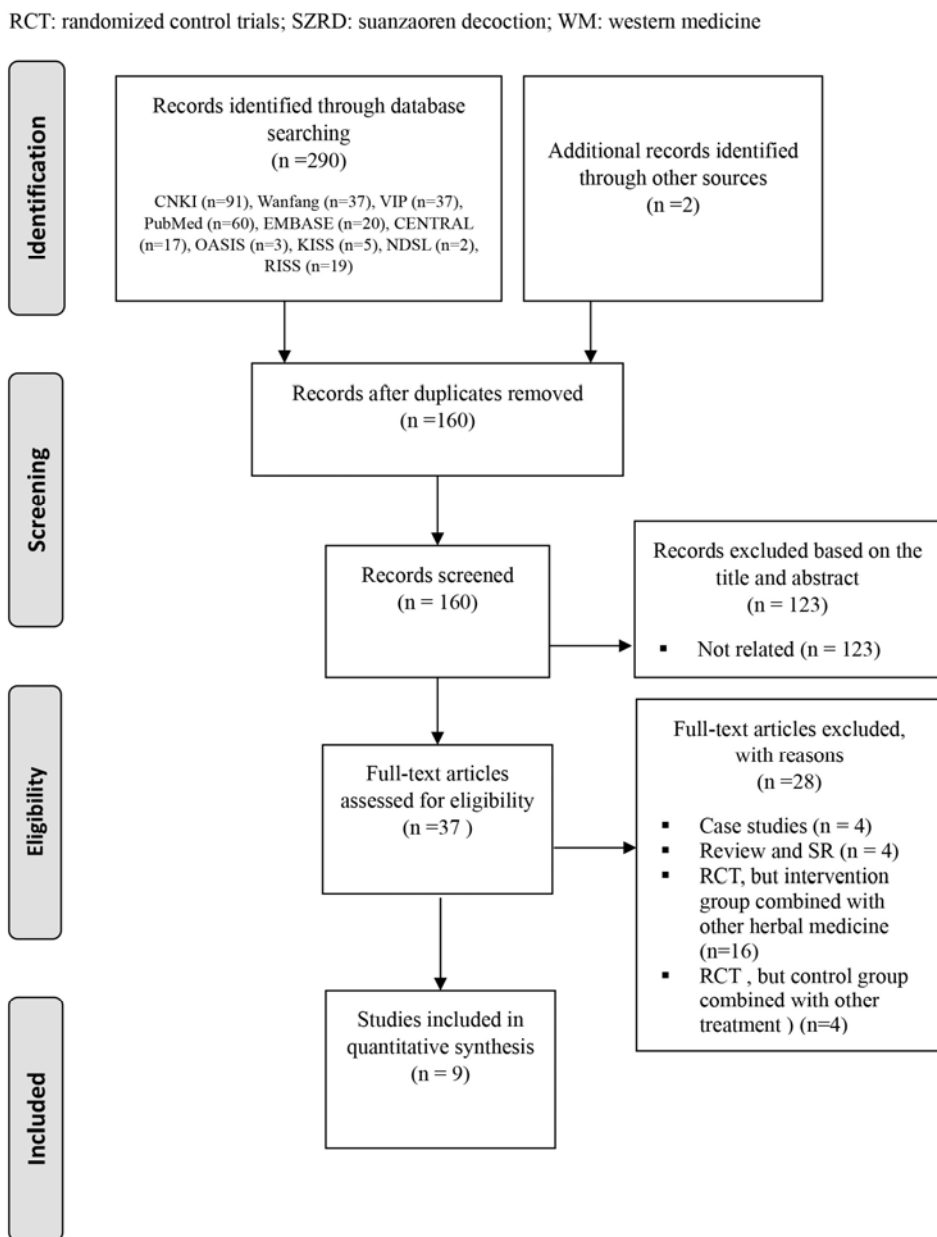 RCT: randomized control trials; SZRD: suanzaoren decoction; WM: western medicine
Identification
Records identified through database
searching
(n =290)
CNKI (n=91), Wanfang (n=37), VIP (n=37),
PubMed (n=60), EMBASE (n=20), CENTRAL
(n=17), OASIS (n=3), KISS (n=5), NDSL (n=2),
RISS (n=19)
Additional records identified
through other sources
(n =2)
Screening
Records after duplicates removed
(n =160)
Records screened
(n = 160)
Records excluded based on the
title and abstract
(n = 123)
▪ Not related (n = 123)
Eligibility
Full-text articles
assessed for eligibility
(n =37 )
Full-text articles excluded,
with reasons
(n =28)
▪ Case studies (n = 4)
▪ Review and SR (n = 4)
▪ RCT, but intervention
group combined with
other herbal medicine
(n=16)
▪ RCT , but control group
combined with other
treatment ) (n=4)
Included
Studies included in
quantitative synthesis
(n = 9)